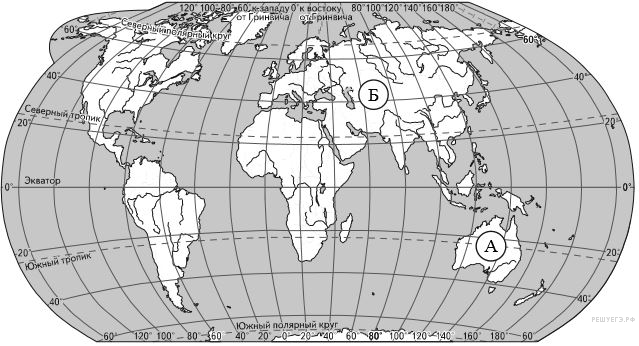 120° 100° 80° 60° к западу 0° к востоку 80° 100° 120° 140° 160° 180°
от Гринвича от Гринвича
Северный полярный круг
60° 60°
40° 40°
Б
Северный тропик
20° 20°
Экватор
0° 0°
А
Южный тропик
20° 20°
40° 40°
Южный полярный круг
РЕШУЕГЭ.РФ
60° 120° 100° 80° 160 40 20° 0° 20° 40° 60° 80° 100° 120° 140° 160° 180° 60°